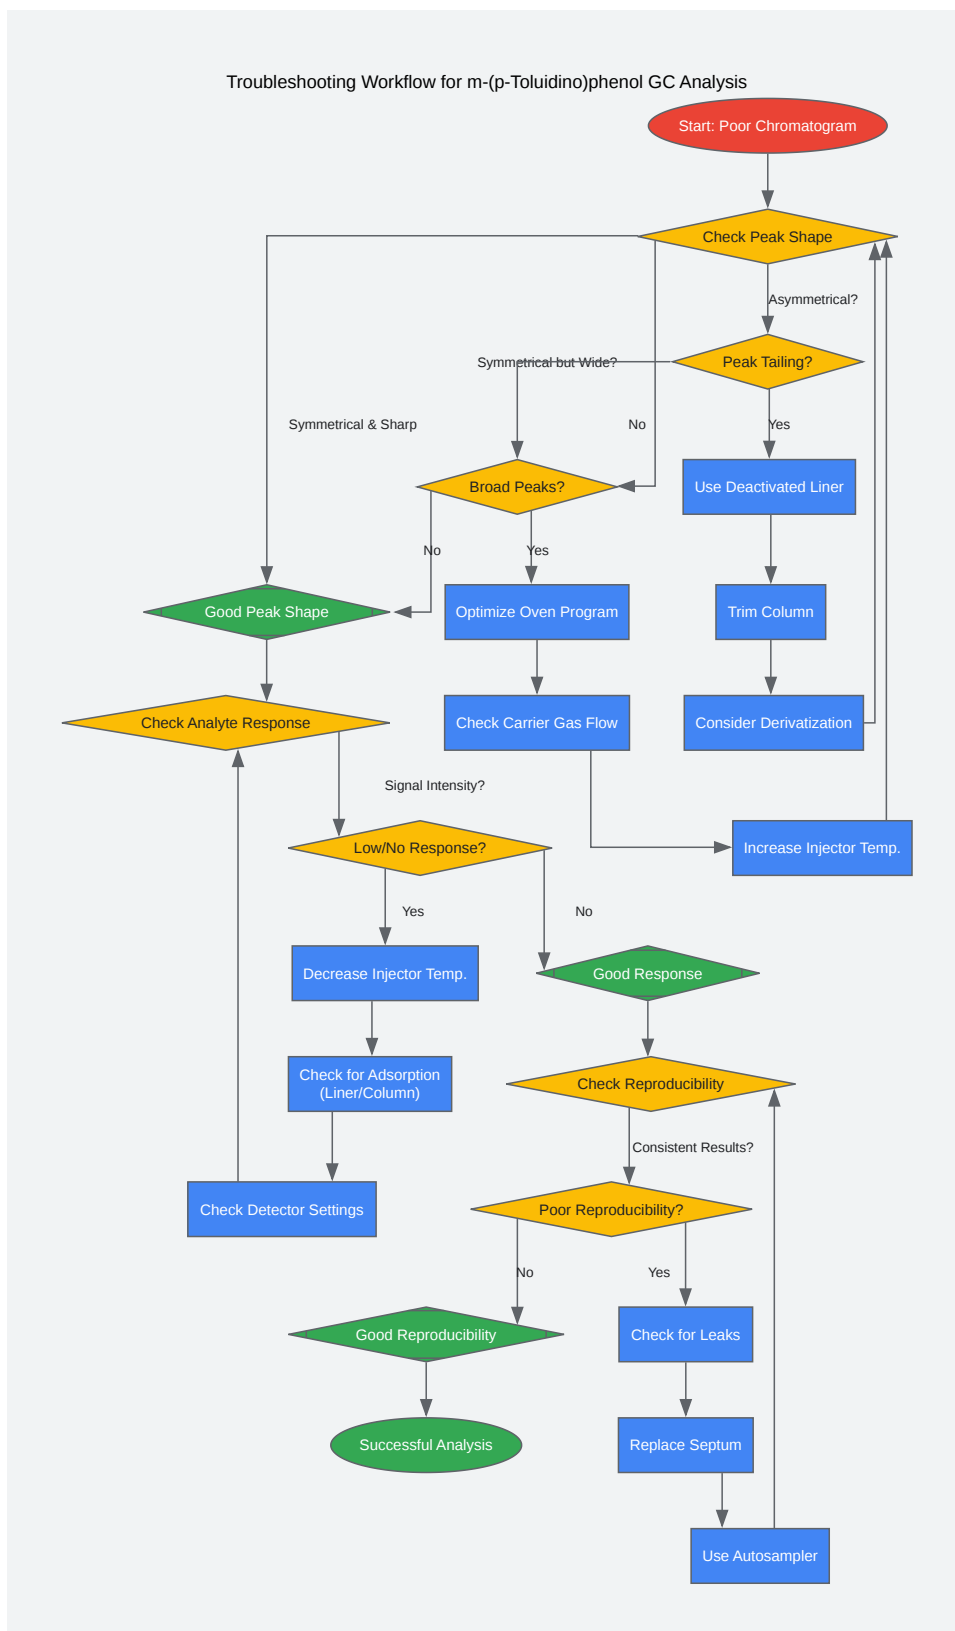 Troubleshooting Workflow for m-(p-Toluidino)phenol GC Analysis
Start: Poor Chromatogram
Check Peak Shape
Asymmetrical?
Symmetrical but Wide?
Peak Tailing?
Symmetrical & Sharp
No
Yes
Broad Peaks?
Use Deactivated Liner
No
Yes
Good Peak Shape
Optimize Oven Program
Trim Column
Check Analyte Response
Check Carrier Gas Flow
Consider Derivatization
Signal Intensity?
Low/No Response?
Increase Injector Temp.
Yes
No
Decrease Injector Temp.
Good Response
Check for Adsorption
(Liner/Column)
Check Reproducibility
Consistent Results?
Check Detector Settings
Poor Reproducibility?
No
Yes
Good Reproducibility
Check for Leaks
Successful Analysis
Replace Septum
Use Autosampler